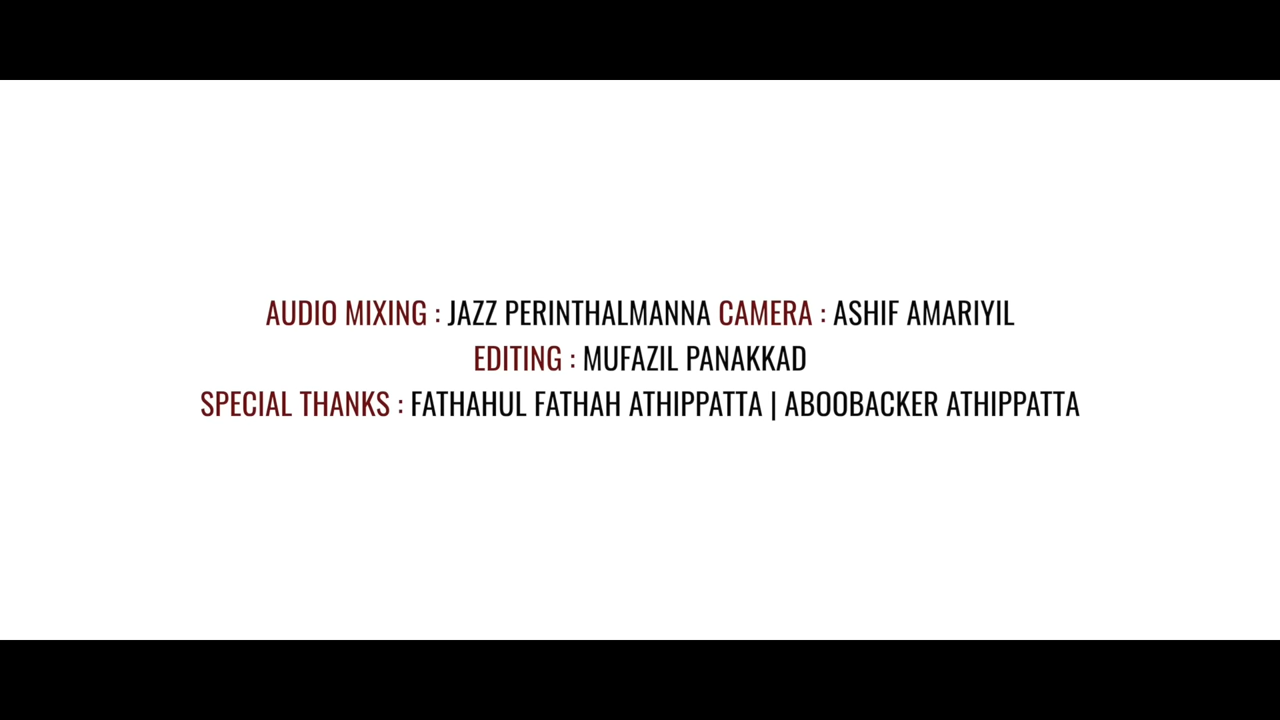 AUDIO MIXING : JAZZ PERINTHALMANNA CAMERA : ASHIF AMARIYIL
EDITING : MUFAZIL PANAKKAD
SPECIAL THANKS : FATHAHUL FATHAH ATHIPPATTA | ABOOBACKER ATHIPPATTA